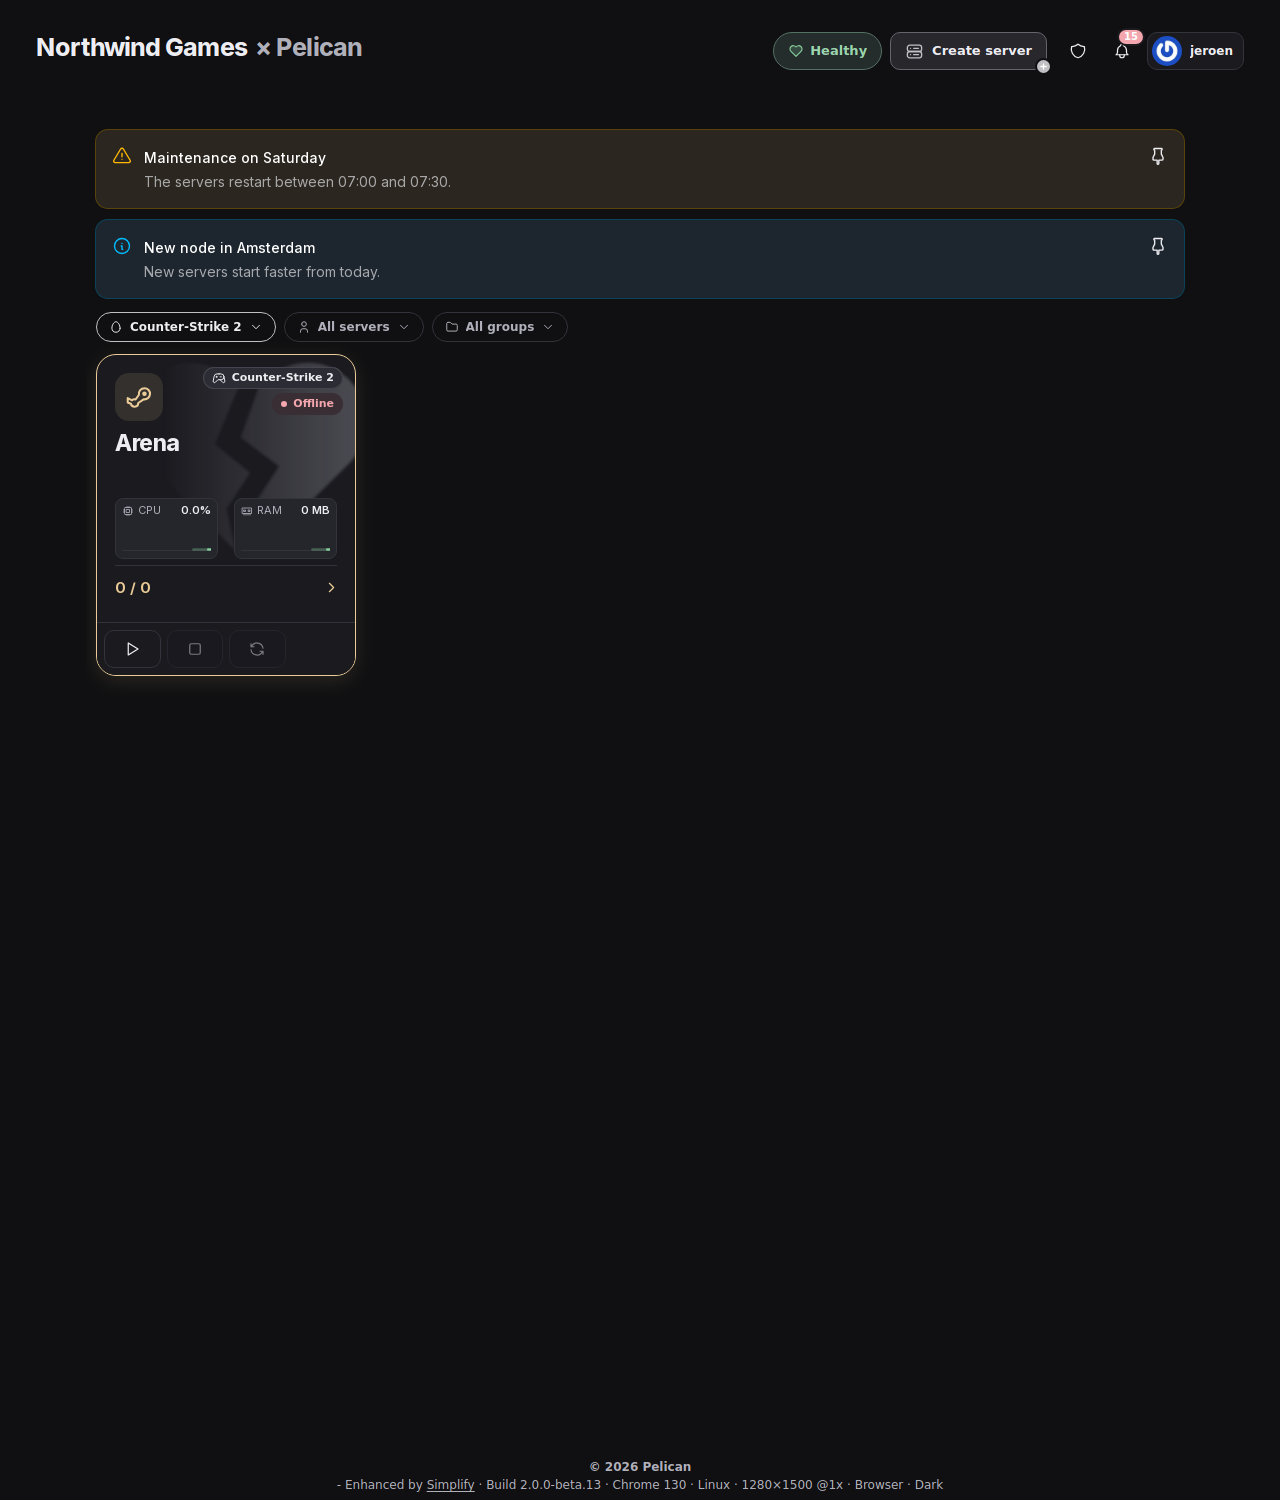 Northwind Games × Pelican
Healthy
Create server
15
jeroen
Maintenance on Saturday
The servers restart between 07:00 and 07:30.
New node in Amsterdam
New servers start faster from today.
Counter-Strike 2
All servers
All groups
Counter-Strike 2
Offline
Arena
CPU 0.0%
RAM 0 MB
0 / 0
© 2026 Pelican
- Enhanced by Simplify · Build 2.0.0-beta.13 · Chrome 130 · Linux · 1280×1500 @1x · Browser · Dark